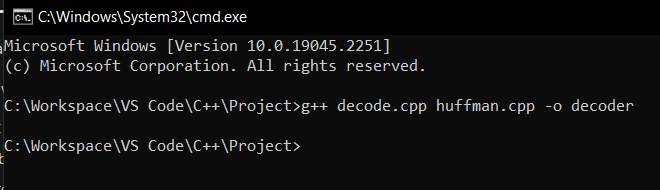 C:\Windows\System32\cmd.exe
Microsoft Windows [Version 10.0.19045.2251]
(c) Microsoft Corporation. All rights reserved.
C:\Workspace\VS Code\C++\Project>g++ decode.cpp huffman.cpp -o decoder
C:\Workspace\VS Code\C++\Project>